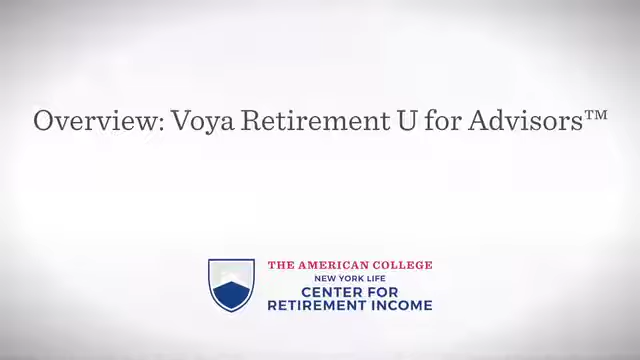 Overview: Voya Retirement U for Advisors™
THE AMERICAN COLLEGE
NEW YORK LIFE
CENTER FOR
RETIREMENT INCOME